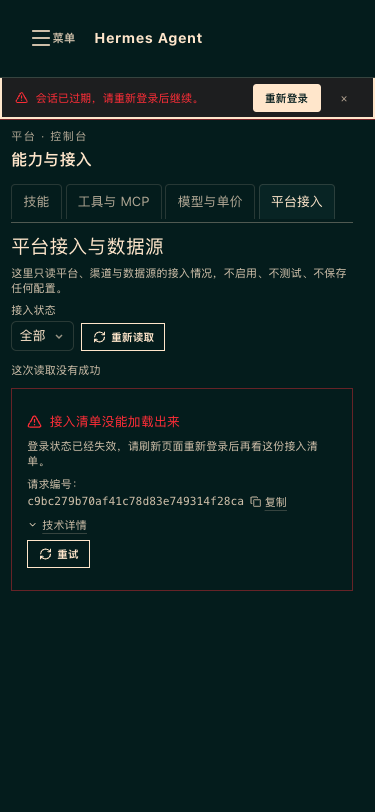 菜单
Hermes Agent
会话已过期，请重新登录后继续。
重新登录
×
平台 · 控制台
能力与接入
技能
工具与 MCP
模型与单价
平台接入
平台接入与数据源
这里只读平台、渠道与数据源的接入情况，不启用、不测试、不保存
任何配置。
接入状态
全部
重新读取
这次读取没有成功
接入清单没能加载出来
登录状态已经失效，请刷新页面重新登录后再看这份接入清
单。
请求编号：
c9bc279b70af41c78d83e749314f28ca
复制
技术详情
重试